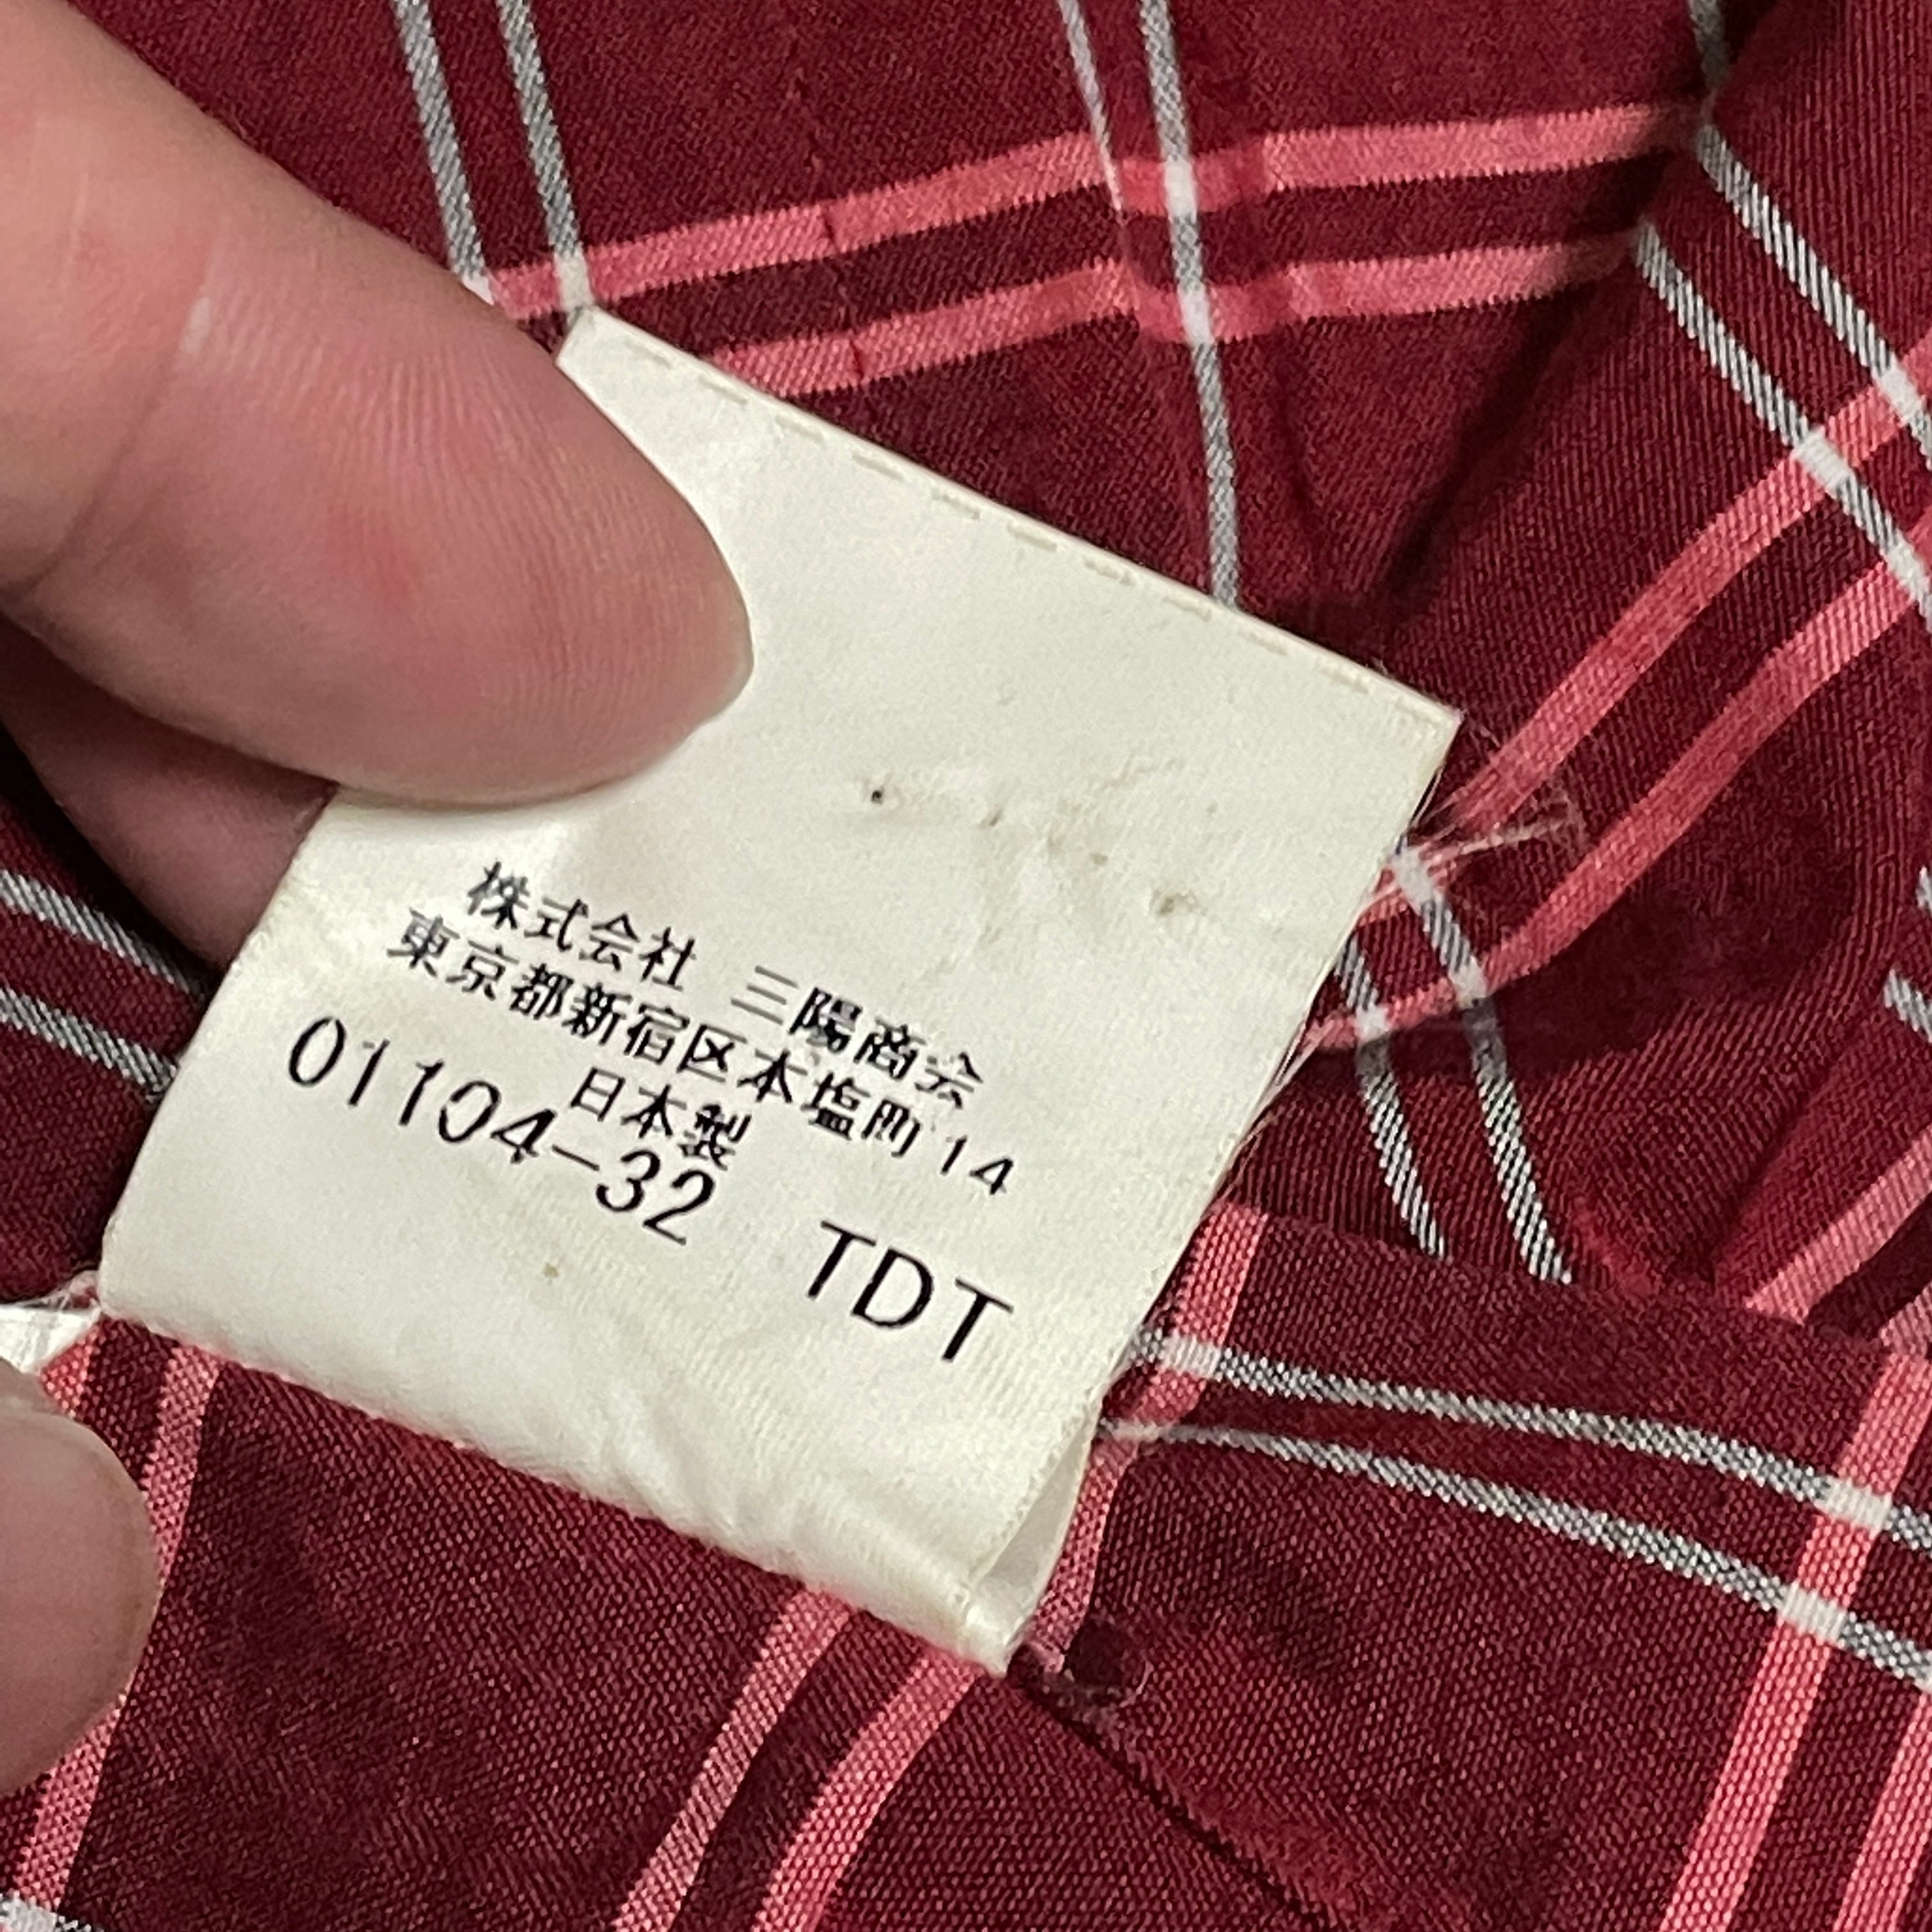 株式会社 三陽商会
東京都新宿区本塩町14
日本製
01104-32 TDT